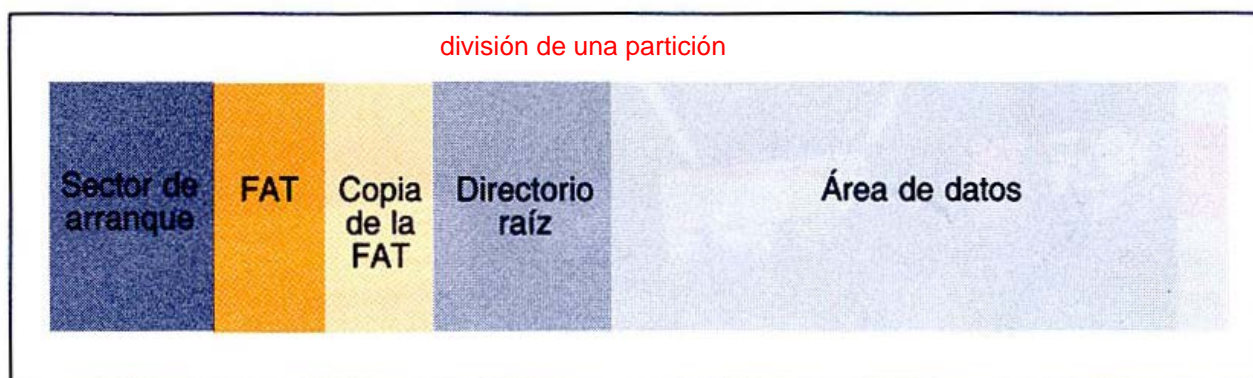 división de una partición
Sector de
arranque
FAT
Copia
de la
FAT
Directorio
raíz
Área de datos